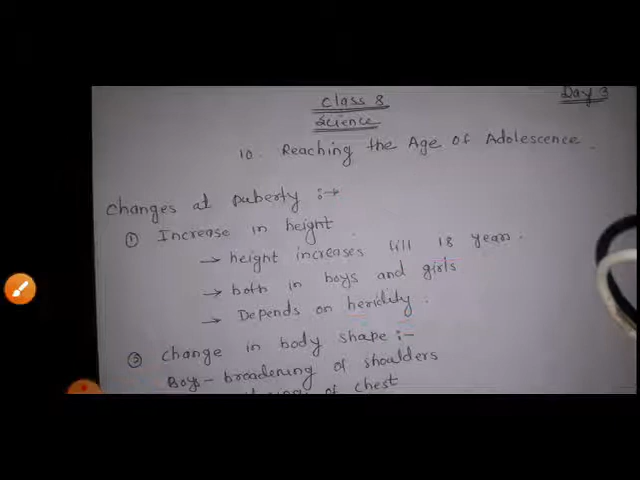 Day 3
Class 8
Science
10. Reaching the Age of Adolescence.
Changes at puberty :→
① Increase in height
→ height increases till 18 years.
→ both in boys and girls
→ Depends on heridity.
② Change in body shape :-
Boys - broadening of shoulders
of chest